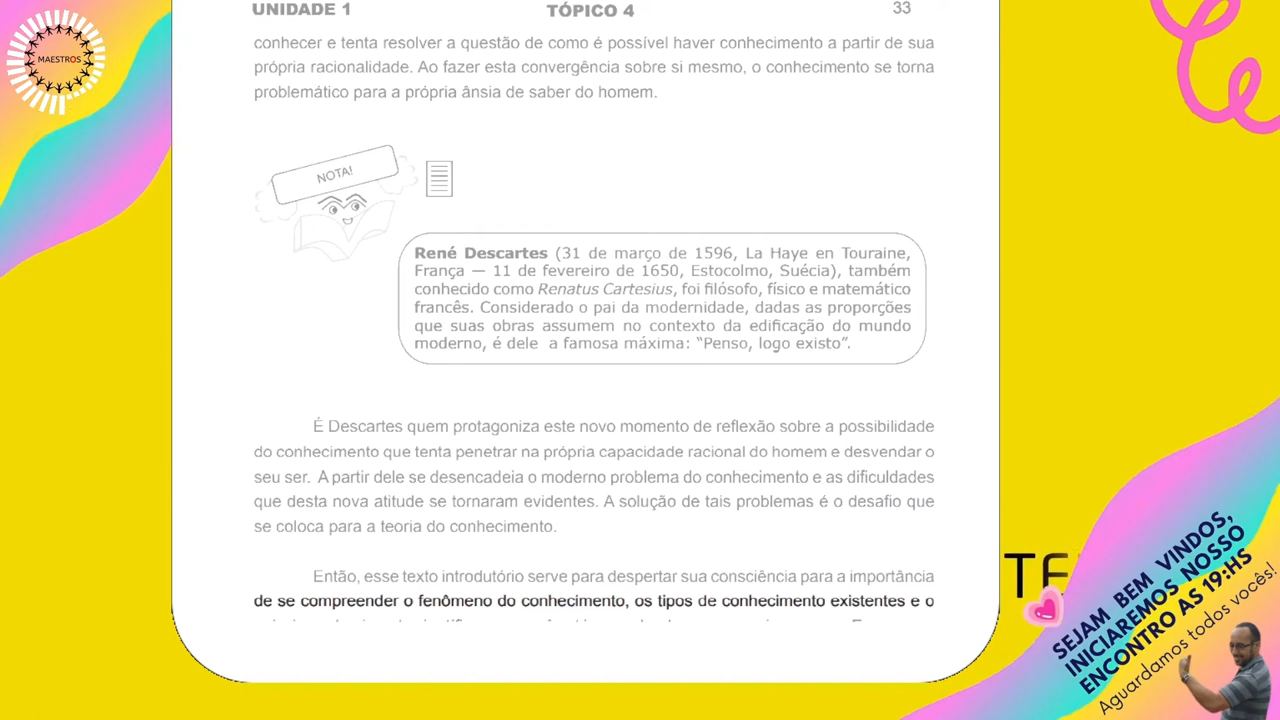 MAESTROS
UNIDADE 1
TÓPICO 4
33
conhecer e tenta resolver a questão de como é possível haver conhecimento a partir de sua
própria racionalidade. Ao fazer esta convergência sobre si mesmo, o conhecimento se torna
problemático para a própria ânsia de saber do homem.
NOTA!
René Descartes (31 de março de 1596, La Haye en Touraine,
França — 11 de fevereiro de 1650, Estocolmo, Suécia), também
conhecido como Renatus Cartesius, foi filósofo, físico e matemático
francês. Considerado o pai da modernidade, dadas as proporções
que suas obras assumem no contexto da edificação do mundo
moderno, é dele a famosa máxima: “Penso, logo existo”.
É Descartes quem protagoniza este novo momento de reflexão sobre a possibilidade
do conhecimento que tenta penetrar na própria capacidade racional do homem e desvendar o
seu ser. A partir dele se desencadeia o moderno problema do conhecimento e as dificuldades
que desta nova atitude se tornaram evidentes. A solução de tais problemas é o desafio que
se coloca para a teoria do conhecimento.
Então, esse texto introdutório serve para despertar sua consciência para a importância
de se compreender o fenômeno do conhecimento, os tipos de conhecimento existentes e o
SEJAM BEM VINDOS,
INICIAREMOS NOSSO
ENCONTRO AS 19:HS
Aguardamos todos vocês!